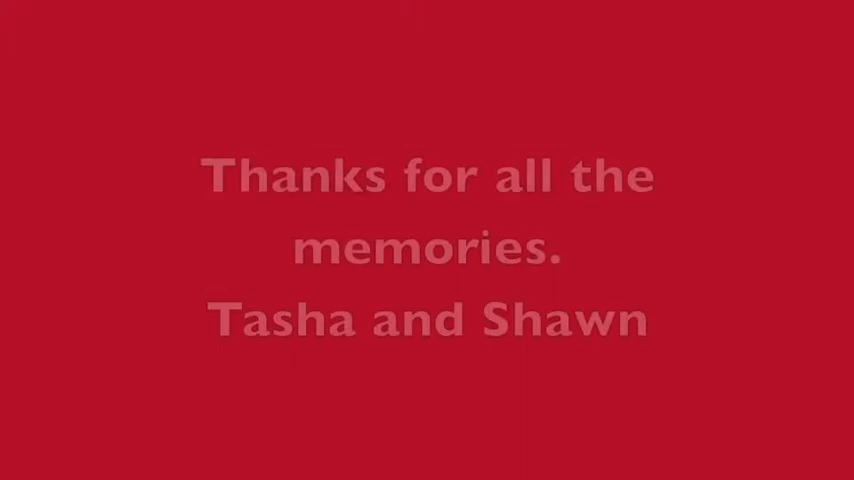 Thanks for all the
memories.
Tasha and Shawn